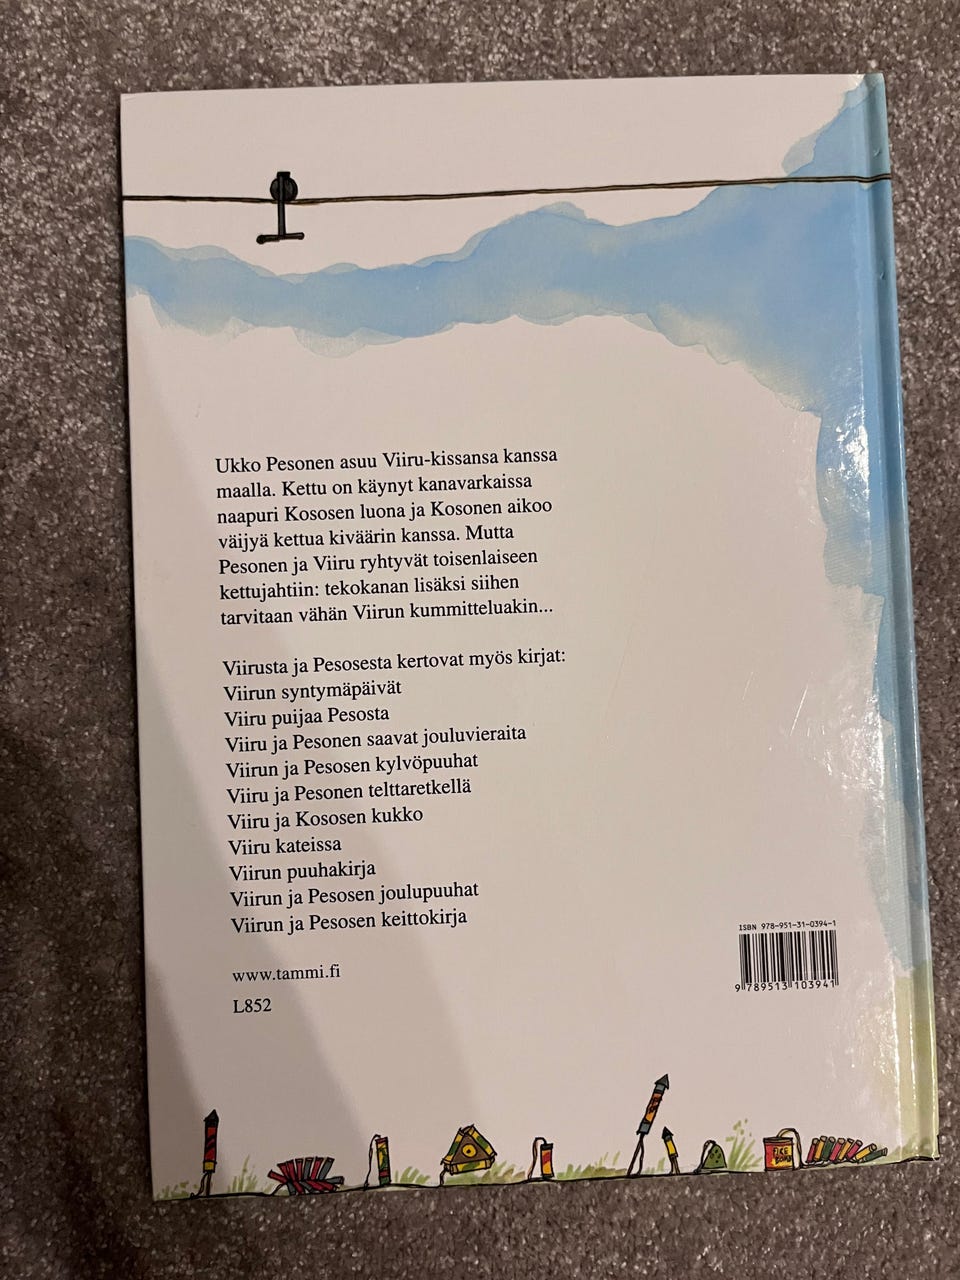 Ukko Pesonen asuu Viiru-kissansa kanssa
maalla. Kettu on käynyt kanavarkaissa
naapuri Kososen luona ja Kosonen aikoo
väijyä kettua kiväärin kanssa. Mutta
Pesonen ja Viiru ryhtyvät toisenlaiseen
kettujahtiin: tekokanan lisäksi siihen
tarvitaan vähän Viirun kummitteluakin...
Viirusta ja Pesosesta kertovat myös kirjat:
Viirun syntymäpäivät
Viiru puijaa Pesosta
Viiru ja Pesonen saavat jouluvieraita
Viirun ja Pesosen kylvöpuuhat
Viiru ja Pesonen telttaretkellä
Viiru ja Kososen kukko
Viiru kateissa
Viirun puuhakirja
Viirun ja Pesosen joulupuuhat
Viirun ja Pesosen keittokirja
www.tammi.fi
L852
ISBN 978-951-31-0394-1
9 789513 103941